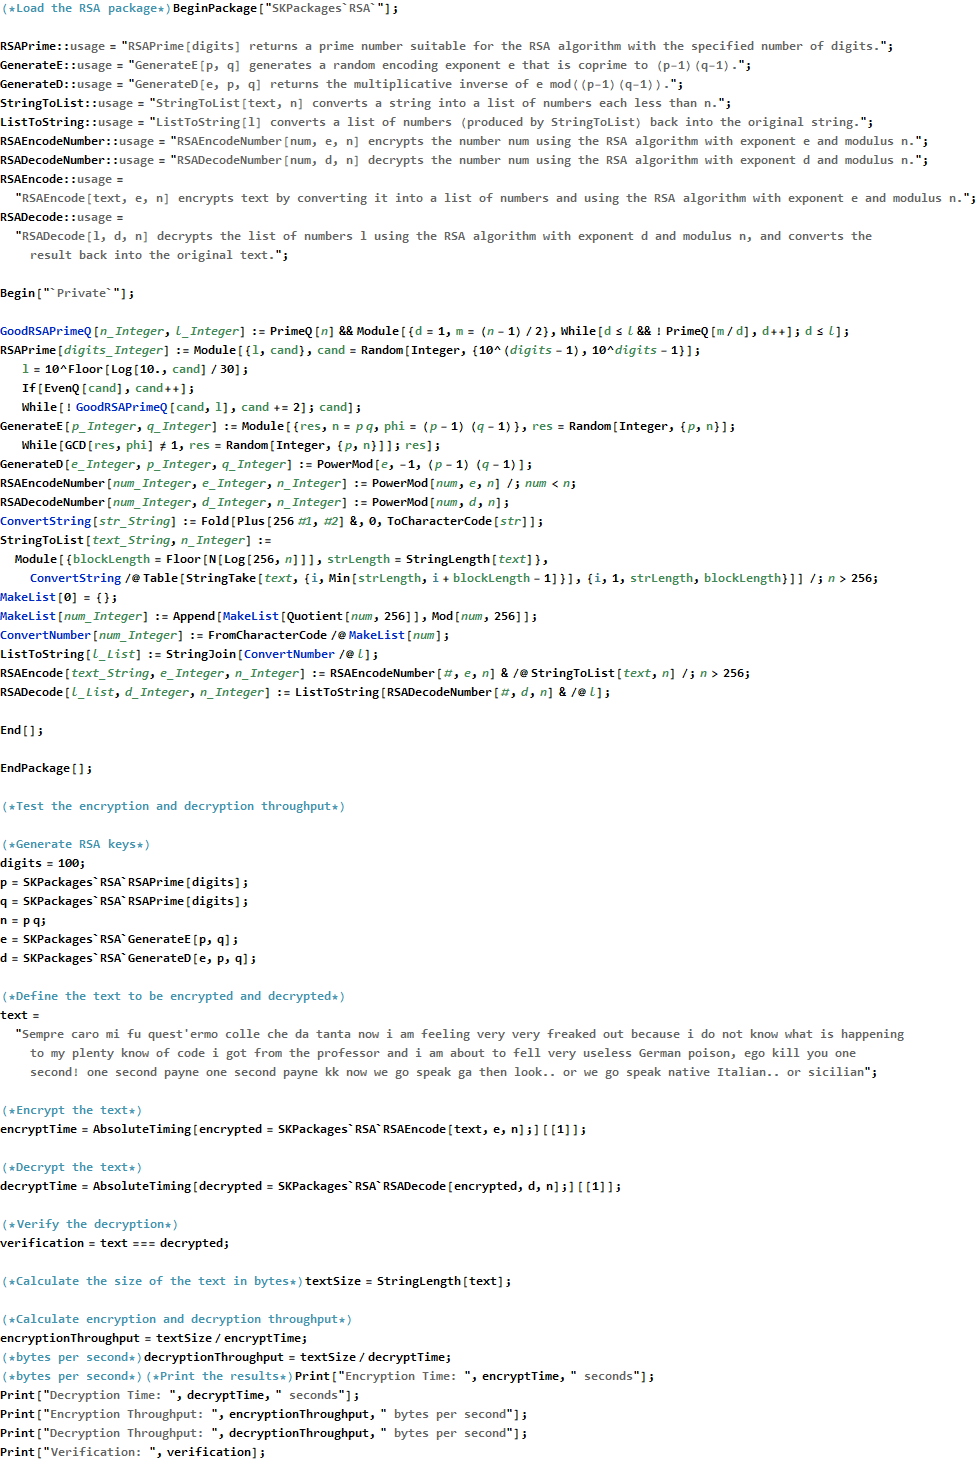 (*Load the RSA package*)BeginPackage["SKPackages`RSA`"];
RSAPrime::usage = "RSAPrime[digits] returns a prime number suitable for the RSA algorithm with the specified number of digits.";
GenerateE::usage = "GenerateE[p, q] generates a random encoding exponent e that is coprime to (p-1)(q-1).";
GenerateD::usage = "GenerateD[e, p, q] returns the multiplicative inverse of e mod((p-1)(q-1)).";
StringToList::usage = "StringToList[text, n] converts a string into a list of numbers each less than n.";
ListToString::usage = "ListToString[l] converts a list of numbers (produced by StringToList) back into the original string.";
RSAEncodeNumber::usage = "RSAEncodeNumber[num, e, n] encrypts the number num using the RSA algorithm with exponent e and modulus n.";
RSADecodeNumber::usage = "RSADecodeNumber[num, d, n] decrypts the number num using the RSA algorithm with exponent d and modulus n.";
RSAEncode::usage =
"RSAEncode[text, e, n] encrypts text by converting it into a list of numbers and using the RSA algorithm with exponent e and modulus n.";
RSADecode::usage =
"RSADecode[l, d, n] decrypts the list of numbers l using the RSA algorithm with exponent d and modulus n, and converts the
result back into the original text.";
Begin["`Private`"];
GoodRSAPrimeQ[n_Integer, l_Integer] := PrimeQ[n] && Module[{d = 1, m = (n - 1) / 2}, While[d ≤ l && ! PrimeQ[m / d], d++]; d ≤ l];
RSAPrime[digits_Integer] := Module[{l, cand}, cand = Random[Integer, {10^(digits - 1), 10^digits - 1}];
l = 10^Floor[Log[10., cand] / 30];
If[EvenQ[cand], cand++];
While[! GoodRSAPrimeQ[cand, l], cand += 2]; cand];
GenerateE[p_Integer, q_Integer] := Module[{res, n = p q, phi = (p - 1) (q - 1)}, res = Random[Integer, {p, n}];
While[GCD[res, phi] ≠ 1, res = Random[Integer, {p, n}]]; res];
GenerateD[e_Integer, p_Integer, q_Integer] := PowerMod[e, -1, (p - 1) (q - 1)];
RSAEncodeNumber[num_Integer, e_Integer, n_Integer] := PowerMod[num, e, n] /; num < n;
RSADecodeNumber[num_Integer, d_Integer, n_Integer] := PowerMod[num, d, n];
ConvertString[str_String] := Fold[Plus[256 #1, #2] &, 0, ToCharacterCode[str]];
StringToList[text_String, n_Integer] :=
Module[{blockLength = Floor[N[Log[256, n]]], strLength = StringLength[text]},
ConvertString /@ Table[StringTake[text, {i, Min[strLength, i + blockLength - 1]}], {i, 1, strLength, blockLength}]] /; n > 256;
MakeList[0] = {};
MakeList[num_Integer] := Append[MakeList[Quotient[num, 256]], Mod[num, 256]];
ConvertNumber[num_Integer] := FromCharacterCode /@ MakeList[num];
ListToString[l_List] := StringJoin[ConvertNumber /@ l];
RSAEncode[text_String, e_Integer, n_Integer] := RSAEncodeNumber[#, e, n] & /@ StringToList[text, n] /; n > 256;
RSADecode[l_List, d_Integer, n_Integer] := ListToString[RSADecodeNumber[#, d, n] & /@ l];
End[];
EndPackage[];
(*Test the encryption and decryption throughput*)
(*Generate RSA keys*)
digits = 100;
p = SKPackages`RSA`RSAPrime[digits];
q = SKPackages`RSA`RSAPrime[digits];
n = p q;
e = SKPackages`RSA`GenerateE[p, q];
d = SKPackages`RSA`GenerateD[e, p, q];
(*Define the text to be encrypted and decrypted*)
text =
"Sempre caro mi fu quest'ermo colle che da tanta now i am feeling very very freaked out because i do not know what is happening
to my plenty know of code i got from the professor and i am about to fell very useless German poison, ego kill you one
second! one second payne one second payne kk now we go speak ga then look.. or we go speak native Italian.. or sicilian";
(*Encrypt the text*)
encryptTime = AbsoluteTiming[encrypted = SKPackages`RSA`RSAEncode[text, e, n];][[1]];
(*Decrypt the text*)
decryptTime = AbsoluteTiming[decrypted = SKPackages`RSA`RSADecode[encrypted, d, n];][[1]];
(*Verify the decryption*)
verification = text === decrypted;
(*Calculate the size of the text in bytes*)textSize = StringLength[text];
(*Calculate encryption and decryption throughput*)
encryptionThroughput = textSize / encryptTime;
(*bytes per second*)decryptionThroughput = textSize / decryptTime;
(*bytes per second*)(*Print the results*)Print["Encryption Time: ", encryptTime, " seconds"];
Print["Decryption Time: ", decryptTime, " seconds"];
Print["Encryption Throughput: ", encryptionThroughput, " bytes per second"];
Print["Decryption Throughput: ", decryptionThroughput, " bytes per second"];
Print["Verification: ", verification];